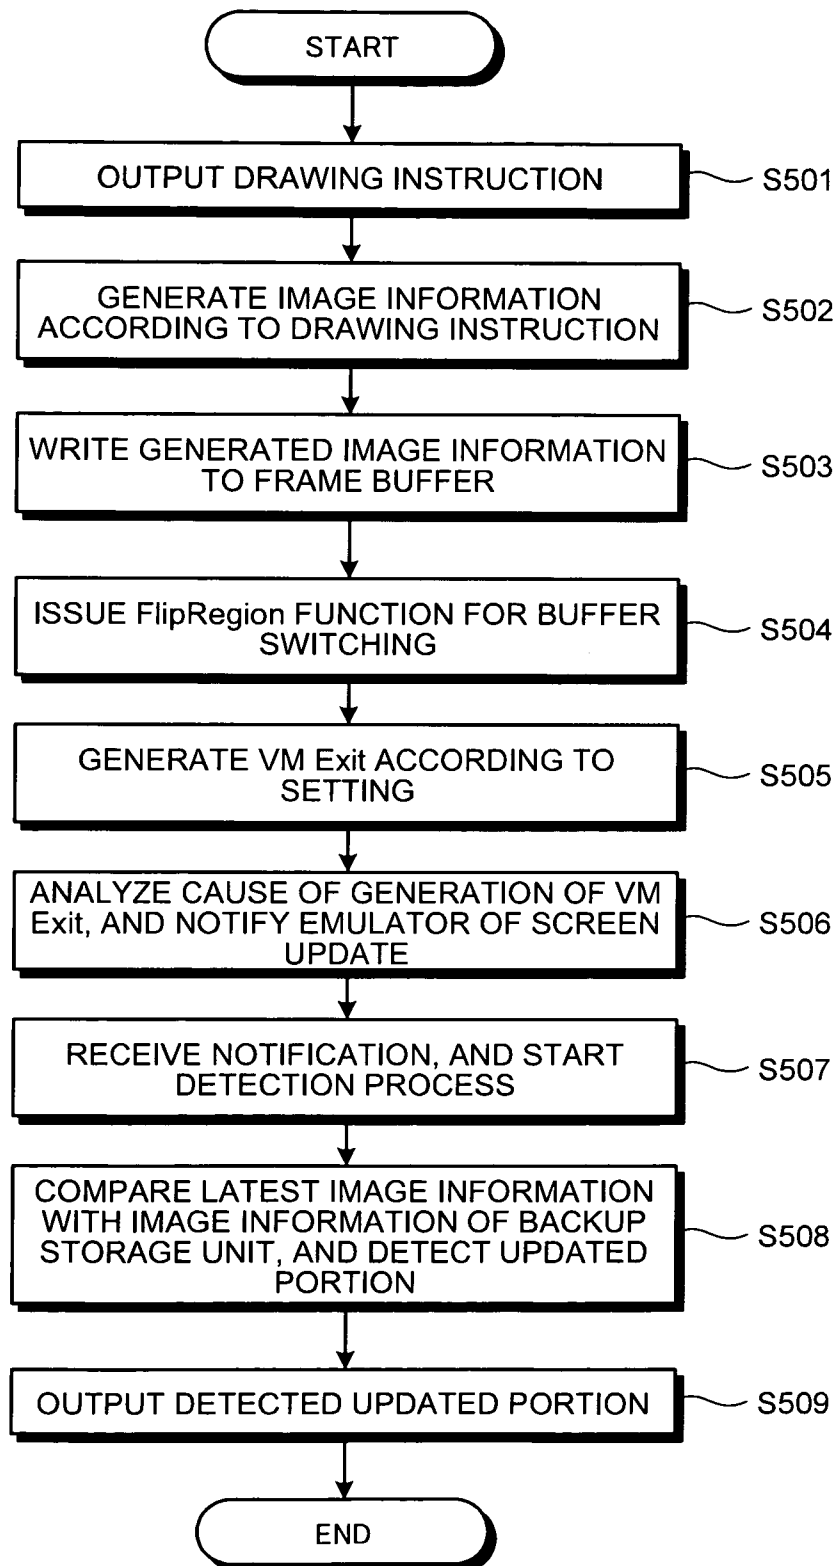 START
OUTPUT DRAWING INSTRUCTION
S501
GENERATE IMAGE INFORMATION
ACCORDING TO DRAWING INSTRUCTION
S502
WRITE GENERATED IMAGE INFORMATION
TO FRAME BUFFER
S503
ISSUE FlipRegion FUNCTION FOR BUFFER
SWITCHING
S504
GENERATE VM Exit ACCORDING TO
SETTING
S505
ANALYZE CAUSE OF GENERATION OF VM
Exit, AND NOTIFY EMULATOR OF SCREEN
UPDATE
S506
RECEIVE NOTIFICATION, AND START
DETECTION PROCESS
S507
COMPARE LATEST IMAGE INFORMATION
WITH IMAGE INFORMATION OF BACKUP
STORAGE UNIT, AND DETECT UPDATED
PORTION
S508
OUTPUT DETECTED UPDATED PORTION
S509
END